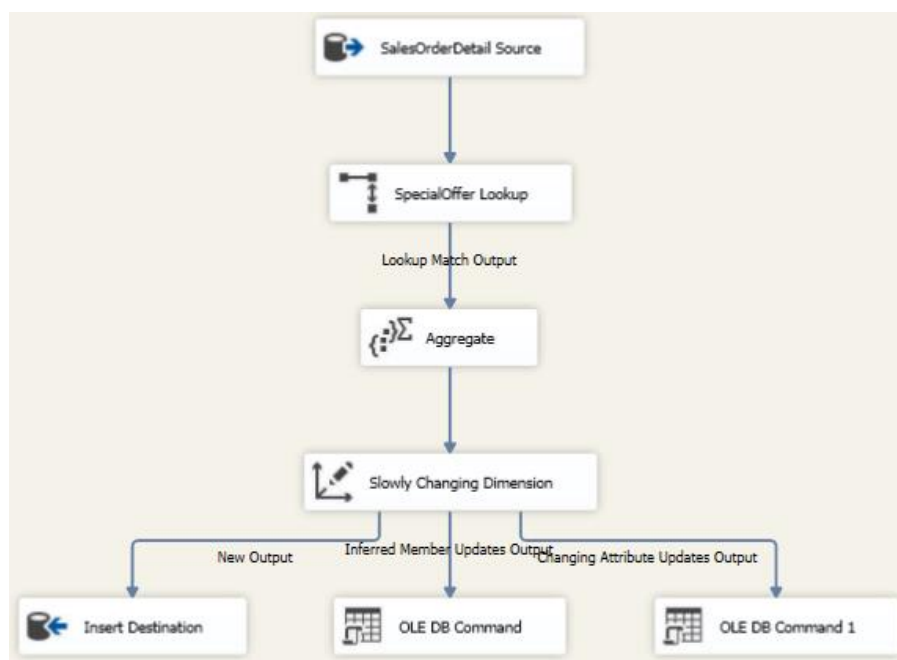 SalesOrderDetail Source
SpecialOffer Lookup
Lookup Match Output
Aggregate
Slowly Changing Dimension
New Output
Inferred Member Updates Output
Changing Attribute Updates Output
Insert Destination
OLE DB Command
OLE DB Command 1